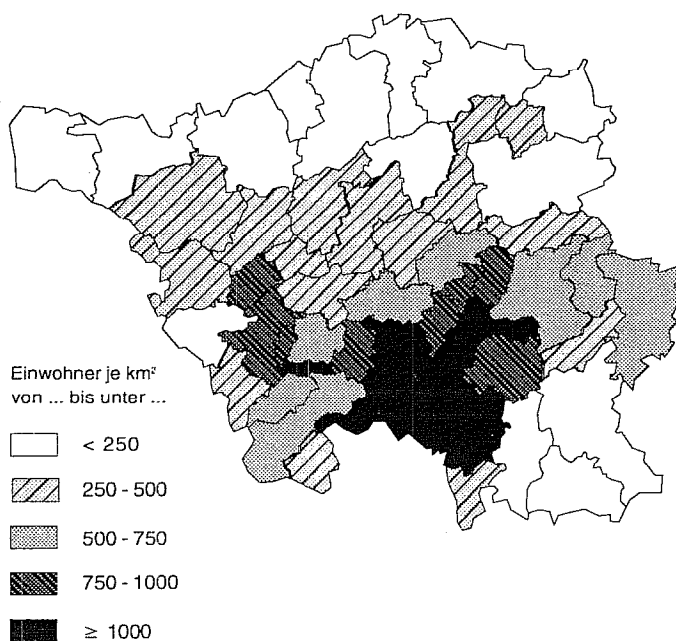 Einwohner je km²
von ... bis unter ...
< 250
250 - 500
500 - 750
750 - 1000
≥ 1000